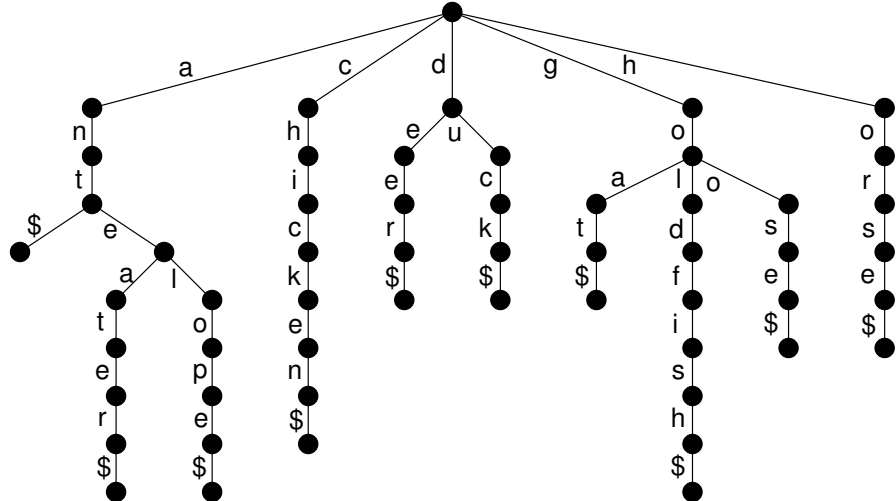 a c d g h
n h e u o o
t i e c a l o r
$ e c r k t d s s
a l k $ $ $ f e e
t o e i $ $
e p n s
r e $ h
$ $ $